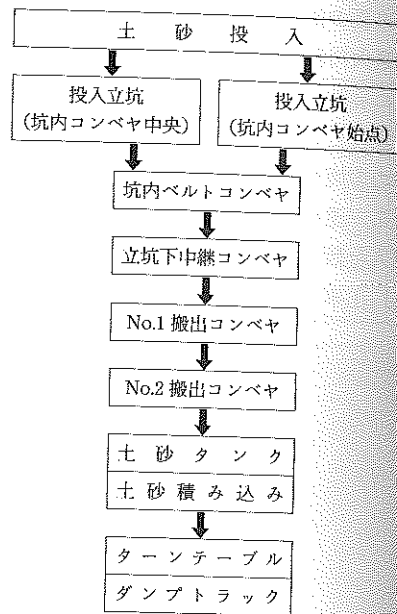 土砂投入
投入立坑
(坑内コンベヤ中央)
投入立坑
(坑内コンベヤ始点)
坑内ベルトコンベヤ
立坑下中継コンベヤ
No.1 搬出コンベヤ
No.2 搬出コンベヤ
土砂タンク
土砂積み込み
ターンテーブル
ダンプトラック